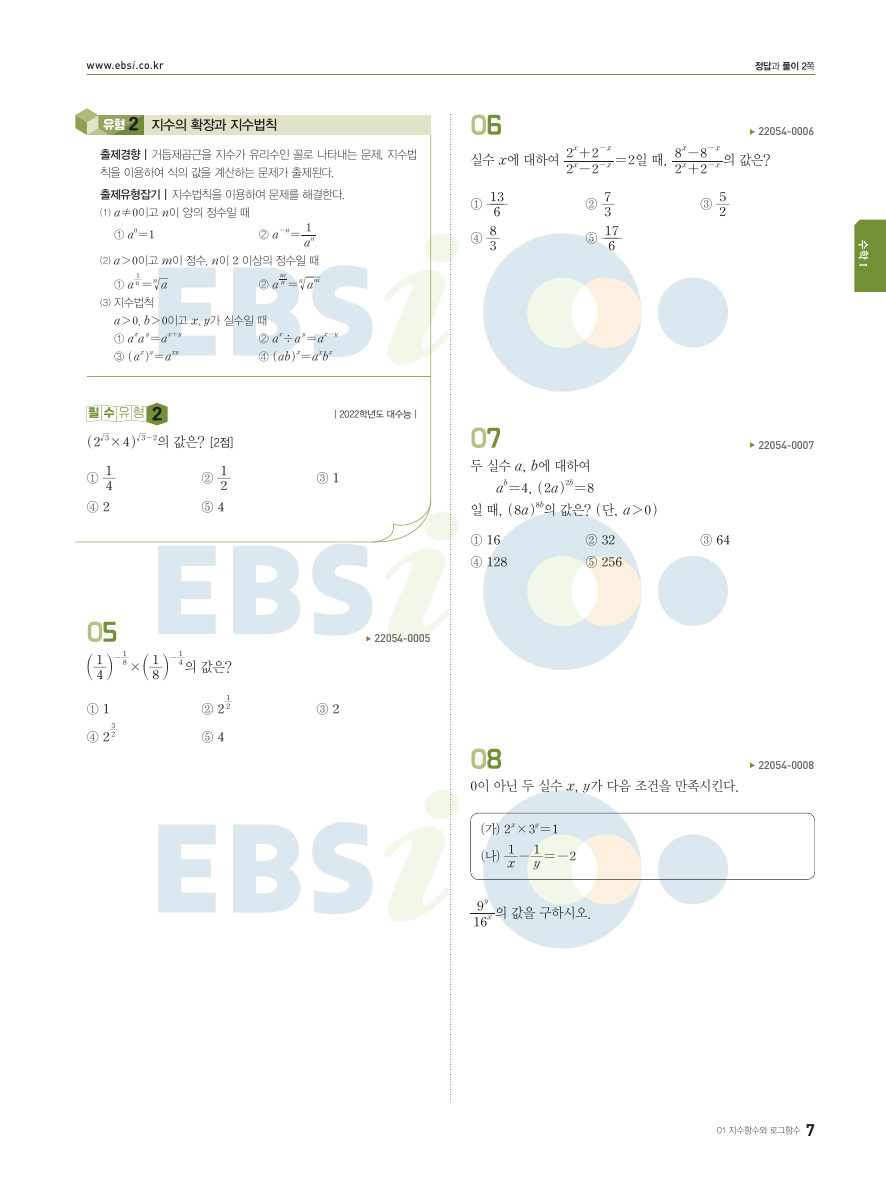 www.ebsi.co.kr
정답과 풀이 2쪽
유형 2 지수의 확장과 지수법칙
출제경향 | 거듭제곱근을 지수가 유리수인 꼴로 나타내는 문제, 지수법
칙을 이용하여 식의 값을 계산하는 문제가 출제된다.
출제유형잡기 | 지수법칙을 이용하여 문제를 해결한다.
⑴ a≠0이고 n이 양의 정수일 때
① a^0=1 ② a^{-n}=\frac{1}{a^n}
⑵ a>0이고 m이 정수, n이 2 이상의 정수일 때
① a^{\frac{1}{n}}=\sqrt[n]{a} ② a^{\frac{m}{n}}=\sqrt[n]{a^m}
⑶ 지수법칙
a>0, b>0이고 x, y가 실수일 때
① a^x a^y=a^{x+y} ② a^x÷a^y=a^{x-y}
③ (a^x)^y=a^{xy} ④ (ab)^x=a^x b^x
필수유형 2 | 2022학년도 대수능 |
(2^{\sqrt{3}}×4)^{\sqrt{3}-2}의 값은? [2점]
① \frac{1}{4} ② \frac{1}{2} ③ 1
④ 2 ⑤ 4
05 ▶ 22054-0005
(\frac{1}{4})^{-\frac{1}{8}}×(\frac{1}{8})^{-\frac{1}{4}}의 값은?
① 1 ② 2^{\frac{1}{2}} ③ 2
④ 2^{\frac{3}{2}} ⑤ 4
06 ▶ 22054-0006
실수 x에 대하여 \frac{2^x+2^{-x}}{2^x-2^{-x}}=2일 때, \frac{8^x-8^{-x}}{2^x+2^{-x}}의 값은?
① \frac{13}{6} ② \frac{7}{3} ③ \frac{5}{2}
④ \frac{8}{3} ⑤ \frac{17}{6}
07 ▶ 22054-0007
두 실수 a, b에 대하여
a^b=4, (2a)^{2b}=8
일 때, (8a)^{8b}의 값은? (단, a>0)
① 16 ② 32 ③ 64
④ 128 ⑤ 256
08 ▶ 22054-0008
0이 아닌 두 실수 x, y가 다음 조건을 만족시킨다.
(가) 2^x×3^y=1
(나) \frac{1}{x}-\frac{1}{y}=-2
\frac{9^y}{16^x}의 값을 구하시오.
수학 I
EBSi
EBSi
EBSi
01 지수함수와 로그함수 7